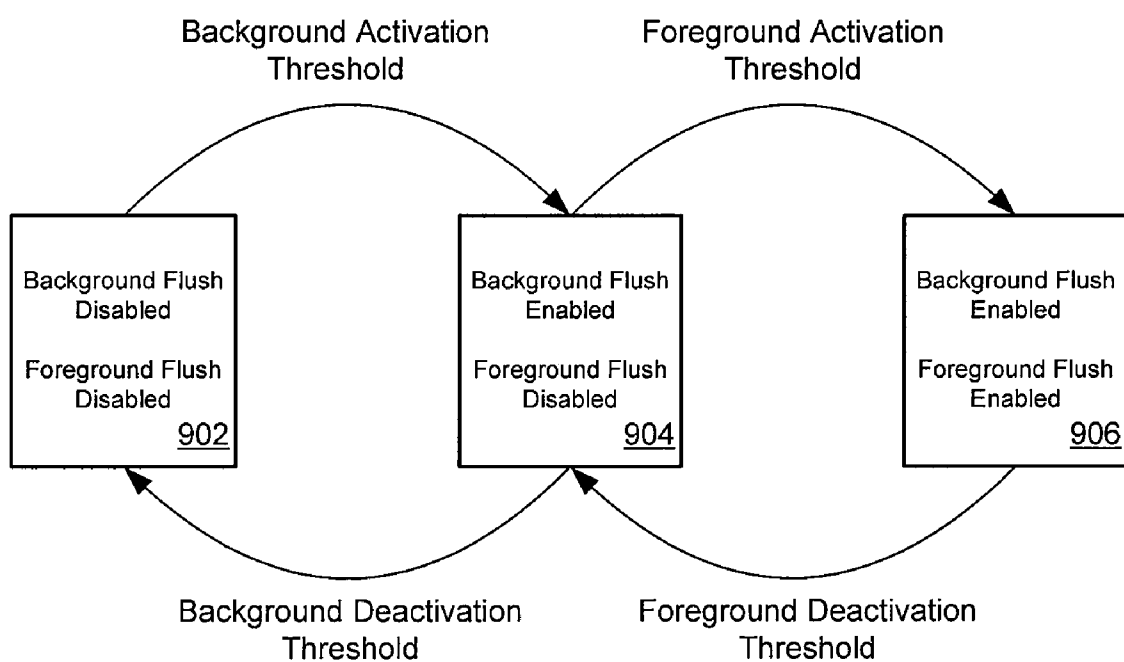 Background Activation
Threshold
Foreground Activation
Threshold
Background Flush
Disabled
Foreground Flush
Disabled
902
Background Flush
Enabled
Foreground Flush
Disabled
904
Background Flush
Enabled
Foreground Flush
Enabled
906
Background Deactivation
Threshold
Foreground Deactivation
Threshold